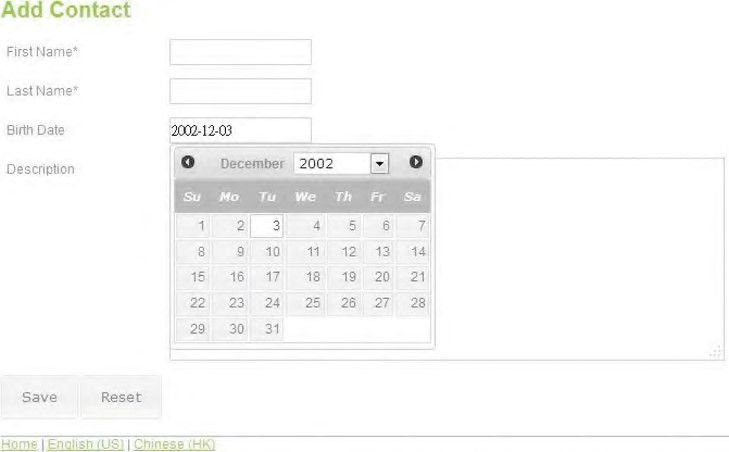 Add Contact
First Name*
Last Name*
Birth Date 2002-12-03
Description
December 2002
Su Mo Tu We Th Fr Sa
1 2 3 4 5 6 7
8 9 10 11 12 13 14
15 16 17 18 19 20 21
22 23 24 25 26 27 28
29 30 31
Save Reset
Home | English (US) | Chinese (HK)